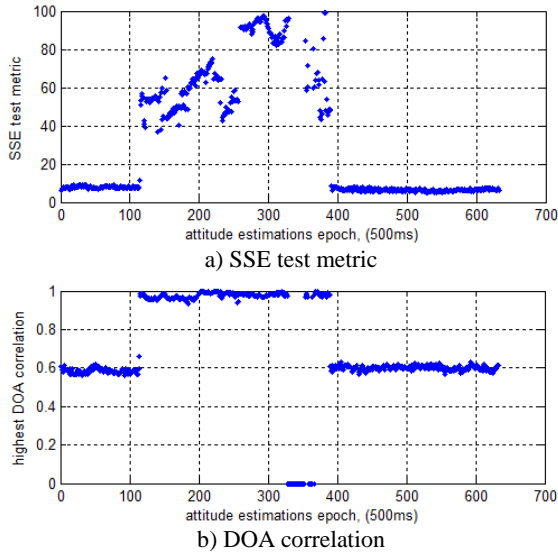 100
80
60
40
20
0
SSE test metric
0 100 200 300 400 500 600 700
attitude estimations epoch, (500ms)
a) SSE test metric
1
0.8
0.6
0.4
0.2
0
highest DOA correlation
0 100 200 300 400 500 600 700
attitude estimations epoch, (500ms)
b) DOA correlation